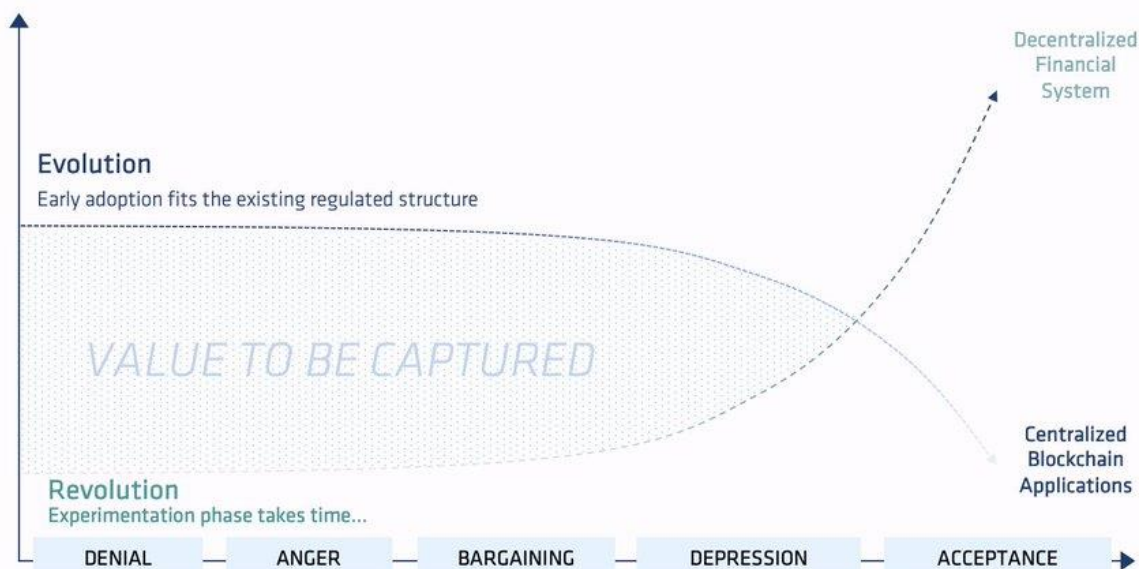 Decentralized
Financial
System
Evolution
Early adoption fits the existing regulated structure
VALUE TO BE CAPTURED
Centralized
Blockchain
Applications
Revolution
Experimentation phase takes time...
DENIAL
ANGER
BARGAINING
DEPRESSION
ACCEPTANCE